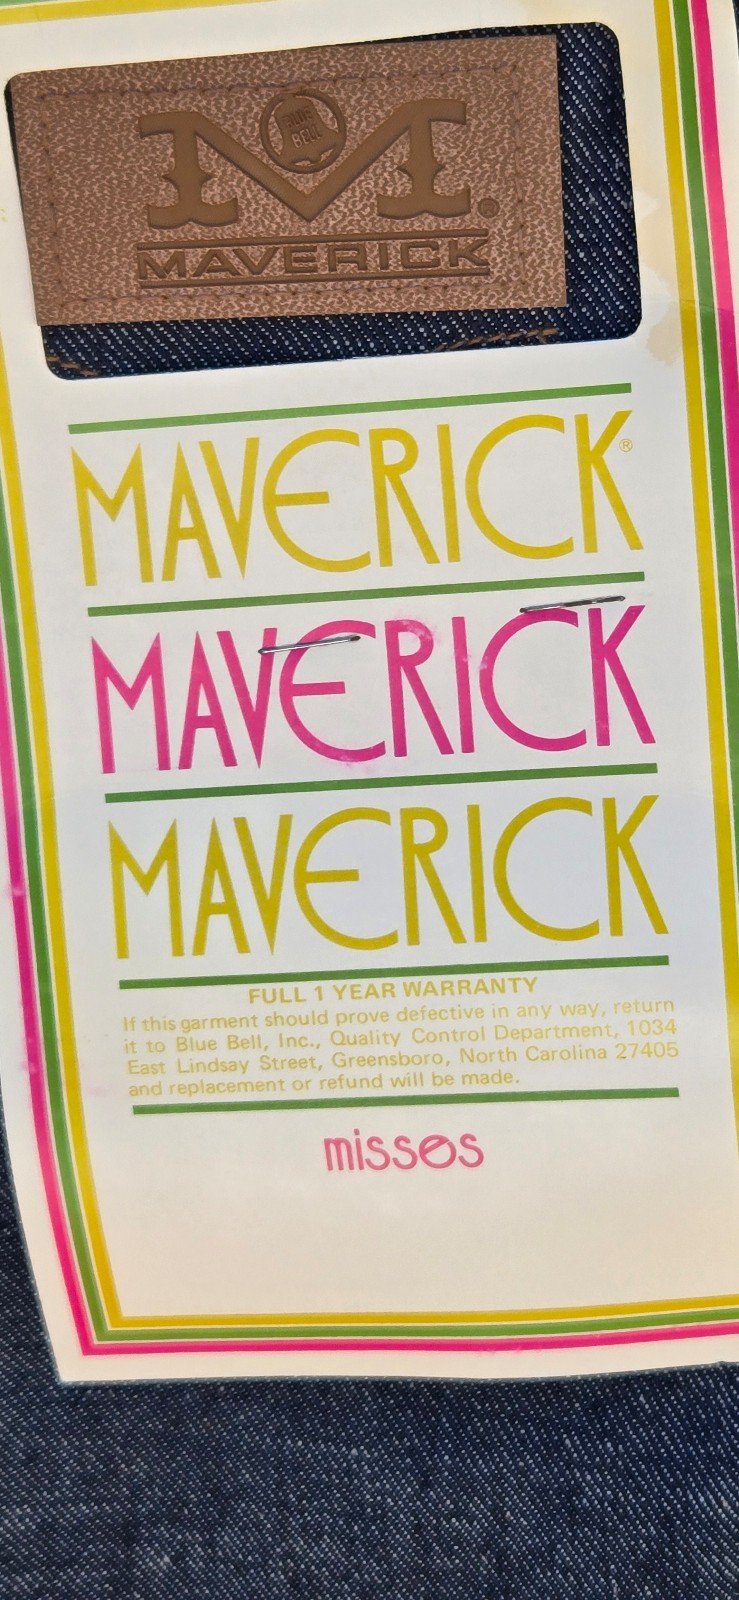 BLUE
BELL
M®
MAVERICK
MAVERICK®
MAVERICK
MAVERICK
FULL 1 YEAR WARRANTY
If this garment should prove defective in any way, return
it to Blue Bell, Inc., Quality Control Department, 1034
East Lindsay Street, Greensboro, North Carolina 27405
and replacement or refund will be made.
misses